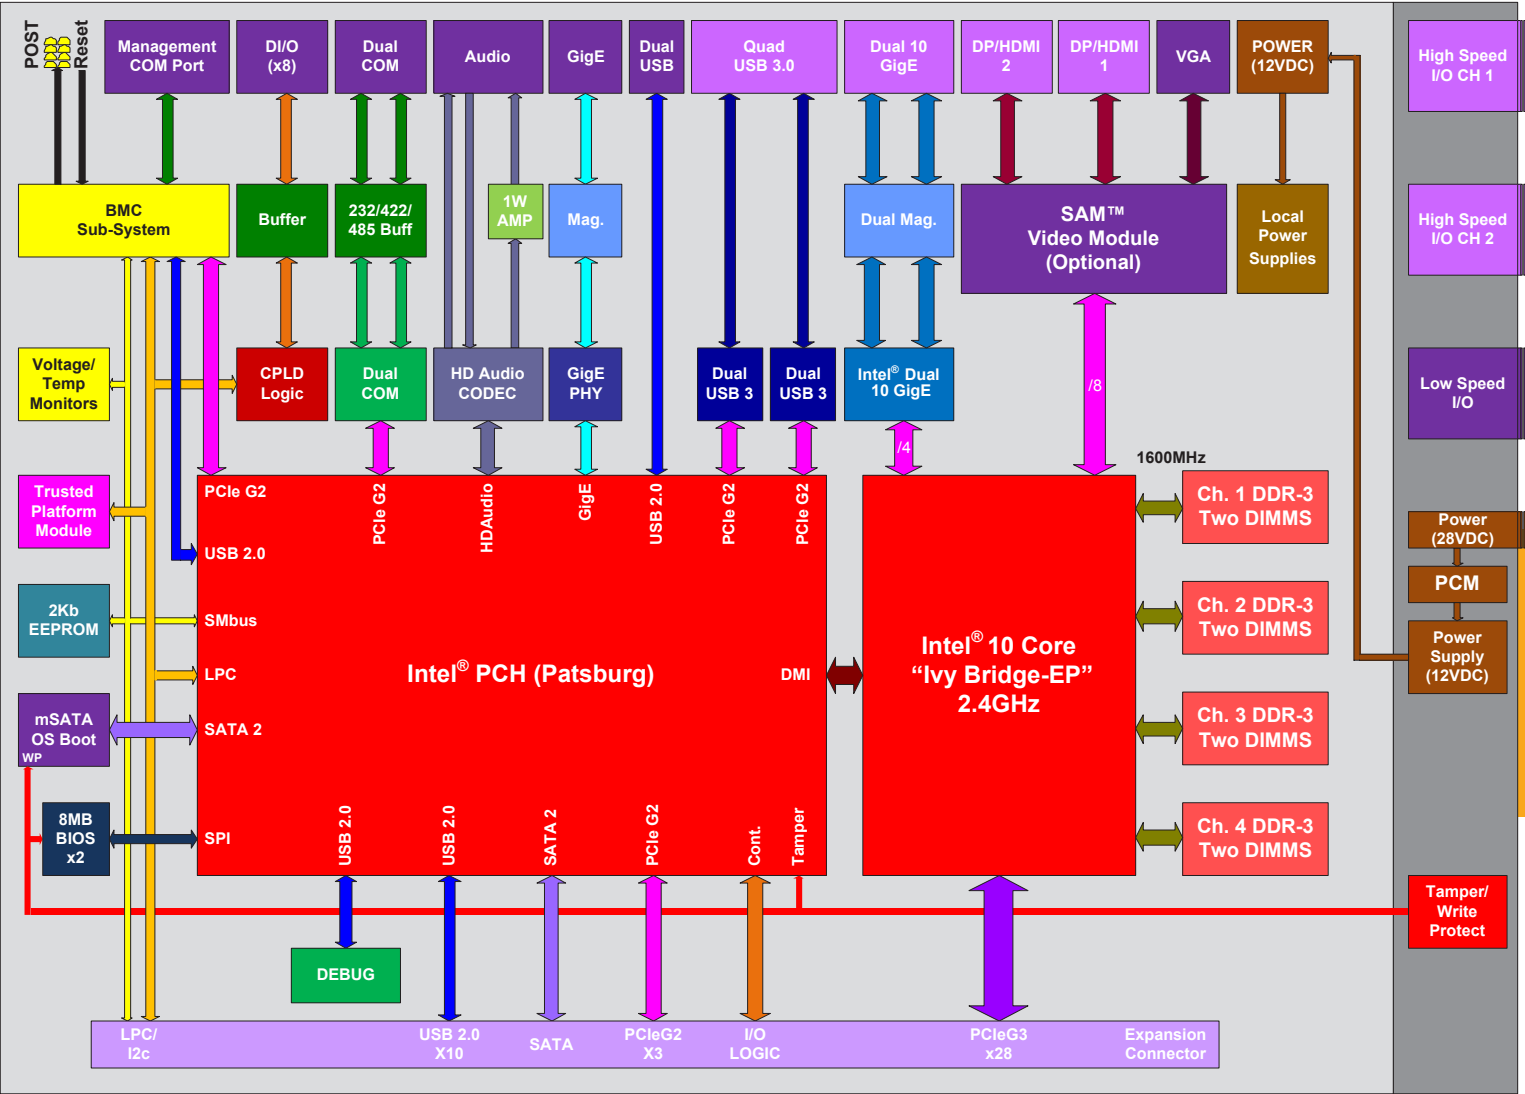 POST
Reset
Management
COM Port
DI/O
(x8)
Dual
COM
Audio
GigE
Dual
USB
Quad
USB 3.0
Dual 10
GigE
DP/HDMI
2
DP/HDMI
1
VGA
POWER
(12VDC)
High Speed
I/O CH 1
BMC
Sub-System
Buffer
232/422/
485 Buff
1W
AMP
Mag.
Dual Mag.
SAM™
Video Module
(Optional)
Local
Power
Supplies
High Speed
I/O CH 2
Voltage/
Temp
Monitors
CPLD
Logic
Dual
COM
HD Audio
CODEC
GigE
PHY
Dual
USB 3
Dual
USB 3
Intel® Dual
10 GigE
/8
Low Speed
I/O
/4
1600MHz
Trusted
Platform
Module
PCIe G2
PCIe G2
HDAudio
GigE
USB 2.0
PCIe G2
PCIe G2
Ch. 1 DDR-3
Two DIMMS
Power
(28VDC)
USB 2.0
PCM
2Kb
EEPROM
SMbus
Ch. 2 DDR-3
Two DIMMS
Power
Supply
(12VDC)
LPC
Intel® PCH (Patsburg)
DMI
Intel® 10 Core
“Ivy Bridge-EP”
2.4GHz
mSATA
OS Boot
WP
SATA 2
Ch. 3 DDR-3
Two DIMMS
8MB
BIOS
x2
SPI
USB 2.0
USB 2.0
SATA 2
PCIe G2
Cont.
Tamper
Ch. 4 DDR-3
Two DIMMS
Tamper/
Write
Protect
DEBUG
LPC/
I2c
USB 2.0
X10
SATA
PCIeG2
X3
I/O
LOGIC
PCIeG3
x28
Expansion
Connector